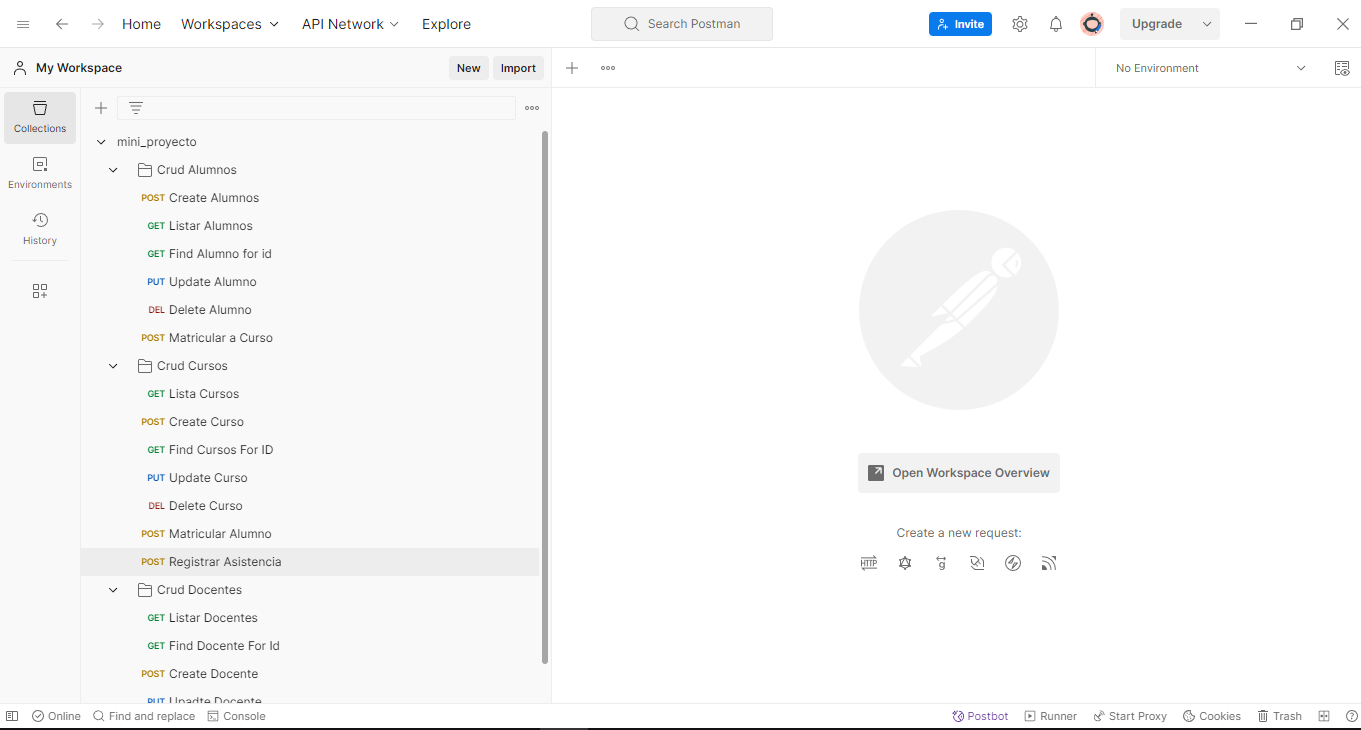 Home Workspaces API Network Explore Search Postman Invite Upgrade
My Workspace New Import No Environment
Collections
Environments
History
mini_proyecto
Crud Alumnos
POST Create Alumnos
GET Listar Alumnos
GET Find Alumno for id
PUT Update Alumno
DEL Delete Alumno
POST Matricular a Curso
Crud Cursos
GET Lista Cursos
POST Create Curso
GET Find Cursos For ID
PUT Update Curso
DEL Delete Curso
POST Matricular Alumno
POST Registrar Asistencia
Crud Docentes
GET Listar Docentes
GET Find Docente For Id
POST Create Docente
PUT Upadte Docente
Open Workspace Overview
Create a new request:
HTTP
g
Online Find and replace Console Postbot Runner Start Proxy Cookies Trash